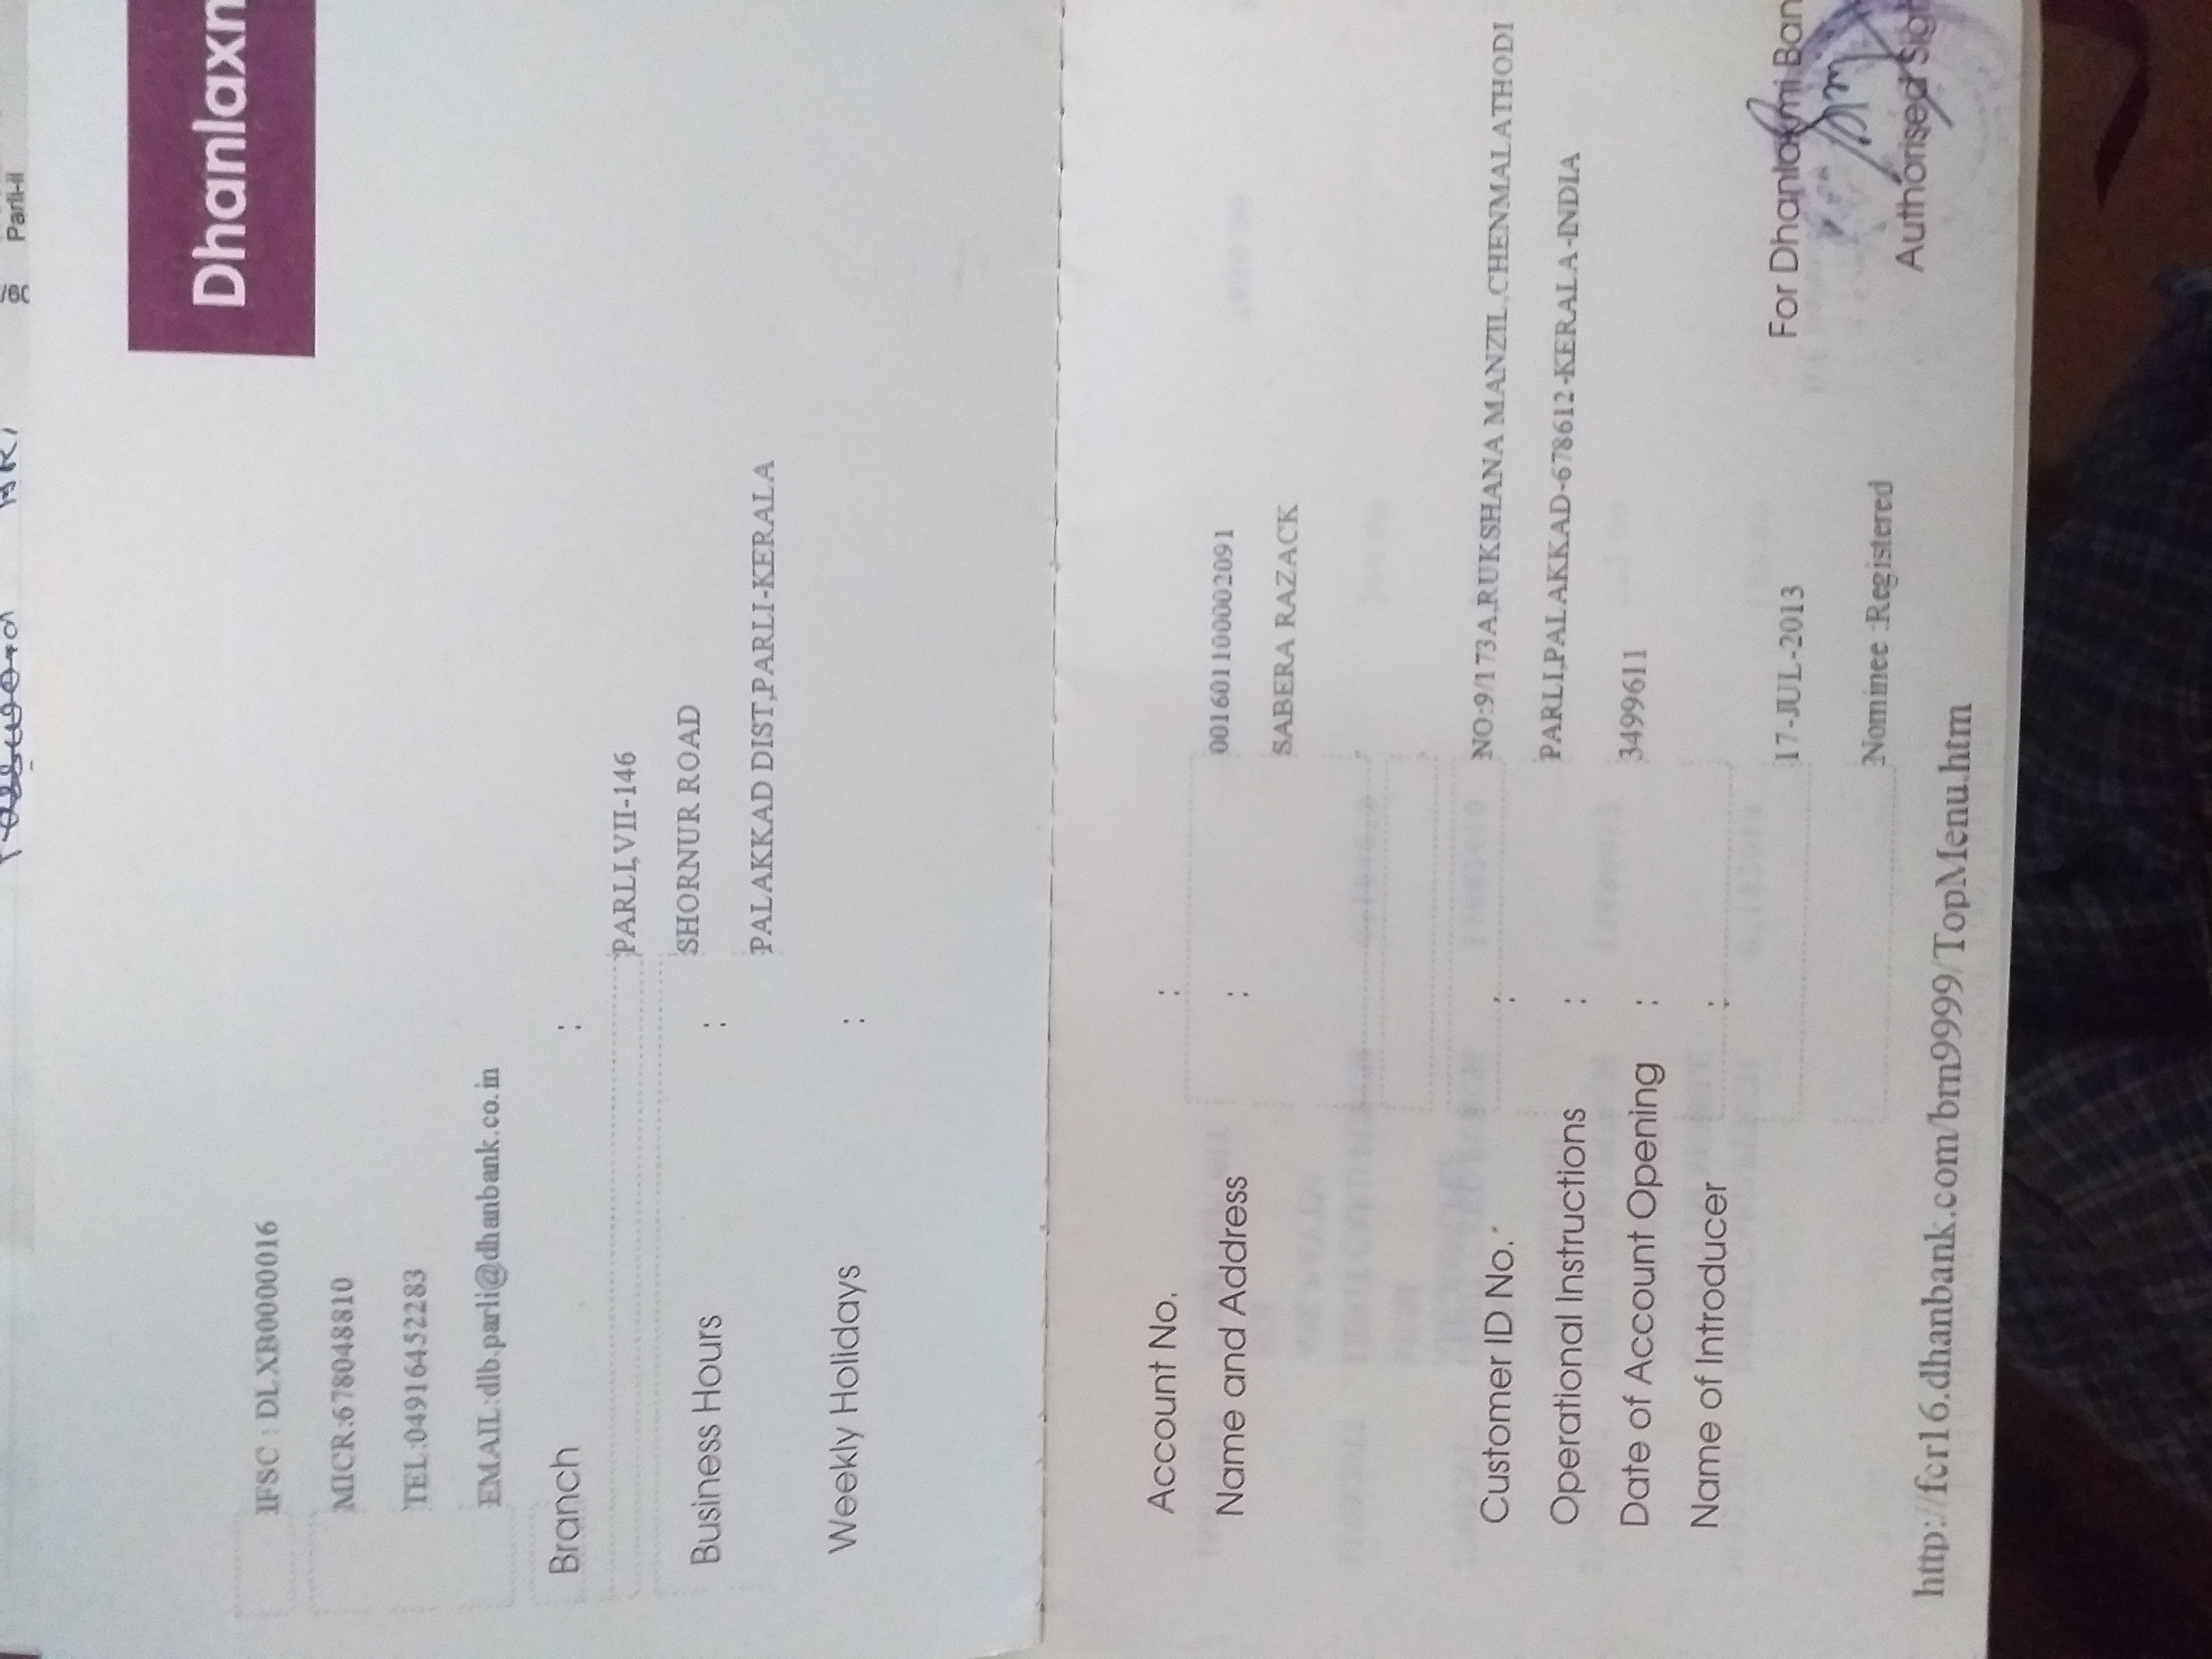 Password
Parli-ii
Dhanlaxm
IFSC : DLXB0000016
MICR:678048810
TEL:04916452283
EMAIL:dlb.parli@dhanbank.co.in
Branch :
PARLI,VII-146
SHORNUR ROAD
Business Hours :
PALAKKAD DIST,PARLI-KERALA
Weekly Holidays :
Account No. :
001601100002091
Name and Address :
SABERA RAZACK
NO:9/173A,RUKSHANA MANZIL,CHENMALATHODI
Customer ID No. :
PARLI,PALAKKAD-678612-KERALA-INDIA
Operational Instructions :
3499611
Date of Account Opening :
Name of Introducer :
17-JUL-2013
For Dhanlaxmi Ban
Nominee :Registered
Authorised Sig
http://fcr16.dhanbank.com/brn9999/TopMenu.htm